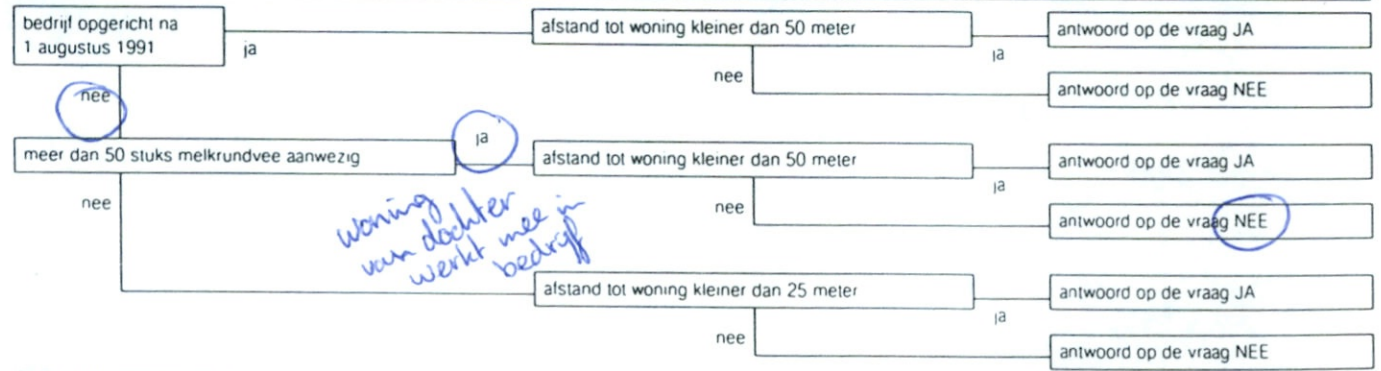 bedrijf opgericht na
1 augustus 1991
ja
afstand tot woning kleiner dan 50 meter
ja
antwoord op de vraag JA
nee
antwoord op de vraag NEE
nee
meer dan 50 stuks melkrundvee aanwezig
ja
afstand tot woning kleiner dan 50 meter
ja
antwoord op de vraag JA
nee
antwoord op de vraag NEE
nee
woning
van dochter
werkt mee in
bedrijf
afstand tot woning kleiner dan 25 meter
ja
antwoord op de vraag JA
nee
antwoord op de vraag NEE